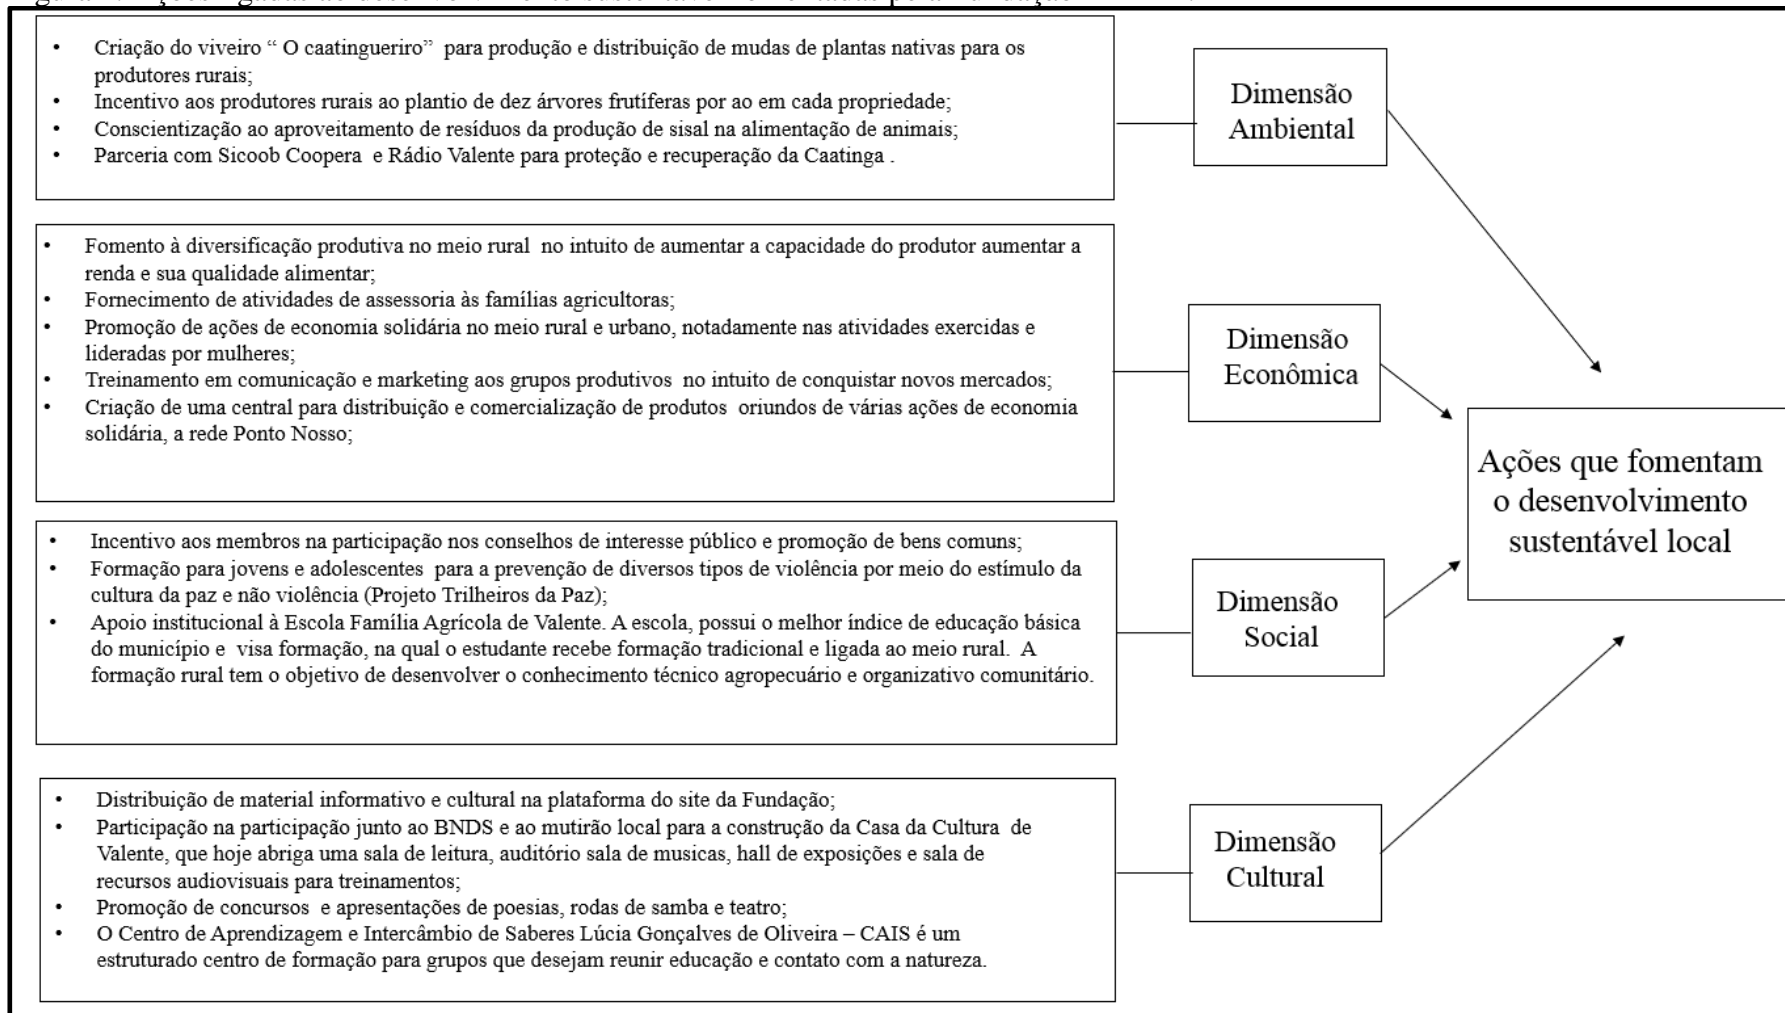 • Criação do viveiro “ O caatingueriro” para produção e distribuição de mudas de plantas nativas para os
produtores rurais;
• Incentivo aos produtores rurais ao plantio de dez árvores frutíferas por ao em cada propriedade;
• Conscientização ao aproveitamento de resíduos da produção de sisal na alimentação de animais;
• Parceria com Sicoob Coopera e Rádio Valente para proteção e recuperação da Caatinga .
Dimensão
Ambiental
• Fomento à diversificação produtiva no meio rural no intuito de aumentar a capacidade do produtor aumentar a
renda e sua qualidade alimentar;
• Fornecimento de atividades de assessoria às famílias agricultoras;
• Promoção de ações de economia solidária no meio rural e urbano, notadamente nas atividades exercidas e
lideradas por mulheres;
• Treinamento em comunicação e marketing aos grupos produtivos no intuito de conquistar novos mercados;
• Criação de uma central para distribuição e comercialização de produtos oriundos de várias ações de economia
solidária, a rede Ponto Nosso;
Dimensão
Econômica
• Incentivo aos membros na participação nos conselhos de interesse público e promoção de bens comuns;
• Formação para jovens e adolescentes para a prevenção de diversos tipos de violência por meio do estímulo da
cultura da paz e não violência (Projeto Trilheiros da Paz);
• Apoio institucional à Escola Família Agrícola de Valente. A escola, possui o melhor índice de educação básica
do município e visa formação, na qual o estudante recebe formação tradicional e ligada ao meio rural. A
formação rural tem o objetivo de desenvolver o conhecimento técnico agropecuário e organizativo comunitário.
Dimensão
Social
• Distribuição de material informativo e cultural na plataforma do site da Fundação;
• Participação na participação junto ao BNDS e ao mutirão local para a construção da Casa da Cultura de
Valente, que hoje abriga uma sala de leitura, auditório sala de musicas, hall de exposições e sala de
recursos audiovisuais para treinamentos;
• Promoção de concursos e apresentações de poesias, rodas de samba e teatro;
• O Centro de Aprendizagem e Intercâmbio de Saberes Lúcia Gonçalves de Oliveira – CAIS é um
estruturado centro de formação para grupos que desejam reunir educação e contato com a natureza.
Dimensão
Cultural
Ações que fomentam
o desenvolvimento
sustentável local